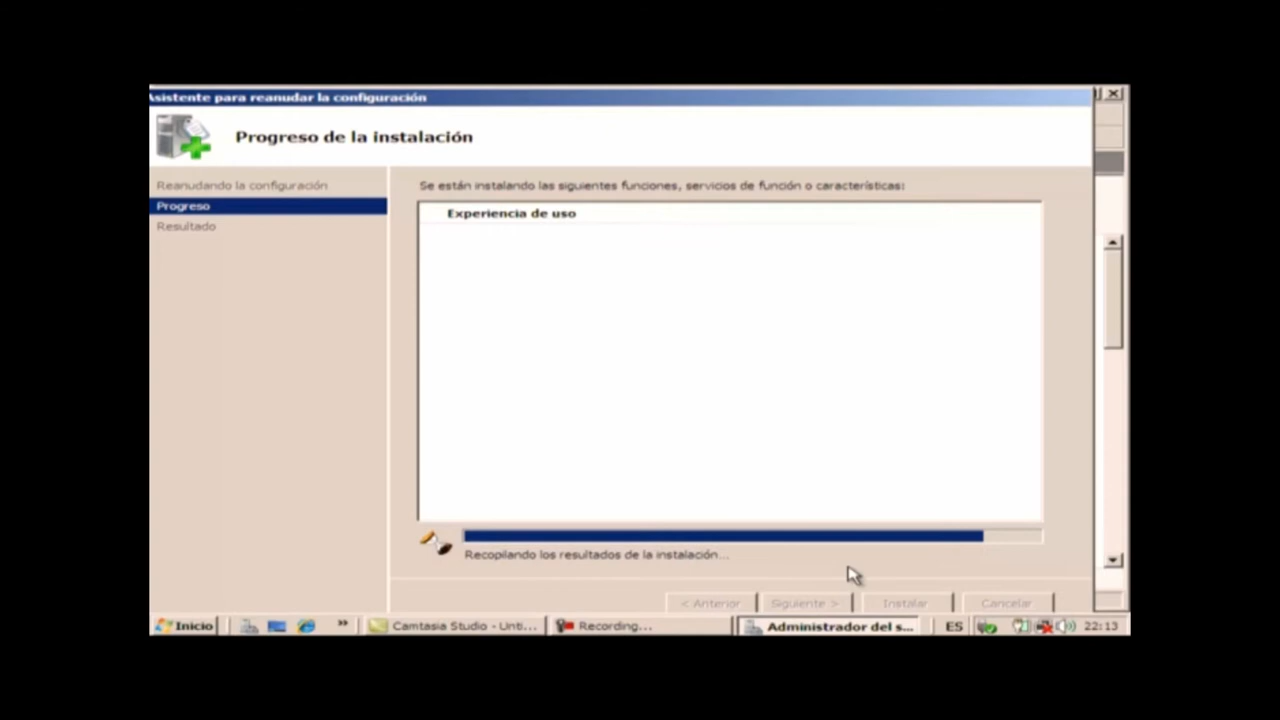 Asistente para reanudar la configuración
Progreso de la instalación
Reanudando la configuración
Progreso
Resultado
Se están instalando las siguientes funciones, servicios de función o características:
Experiencia de uso
Recopilando los resultados de la instalación...
< Anterior
Siguiente >
Instalar
Cancelar
Inicio
»
Camtasia Studio - Unti...
Recording...
Administrador del s...
ES
22:13